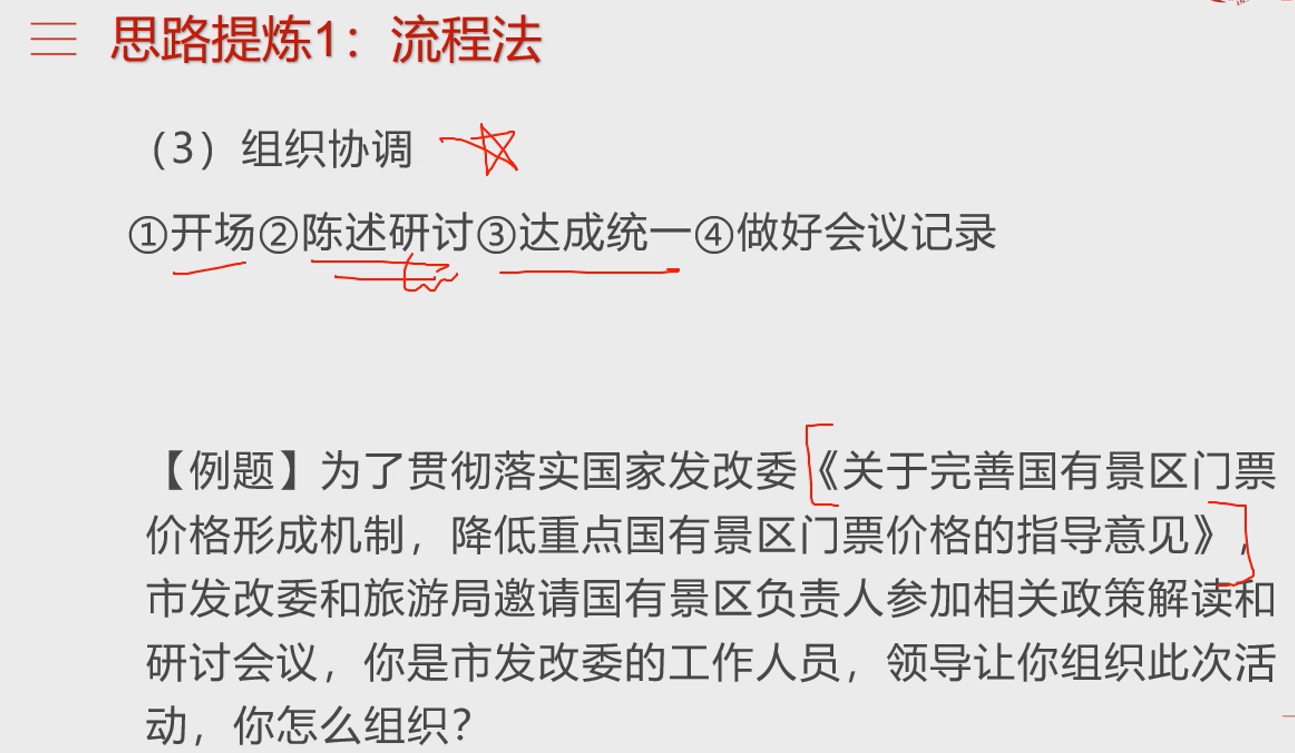 思路提炼1：流程法
（3）组织协调
①开场②陈述研讨③达成统一④做好会议记录
【例题】为了贯彻落实国家发改委《关于完善国有景区门票
价格形成机制，降低重点国有景区门票价格的指导意见》，
市发改委和旅游局邀请国有景区负责人参加相关政策解读和
研讨会议，你是市发改委的工作人员，领导让你组织此次活
动，你怎么组织？